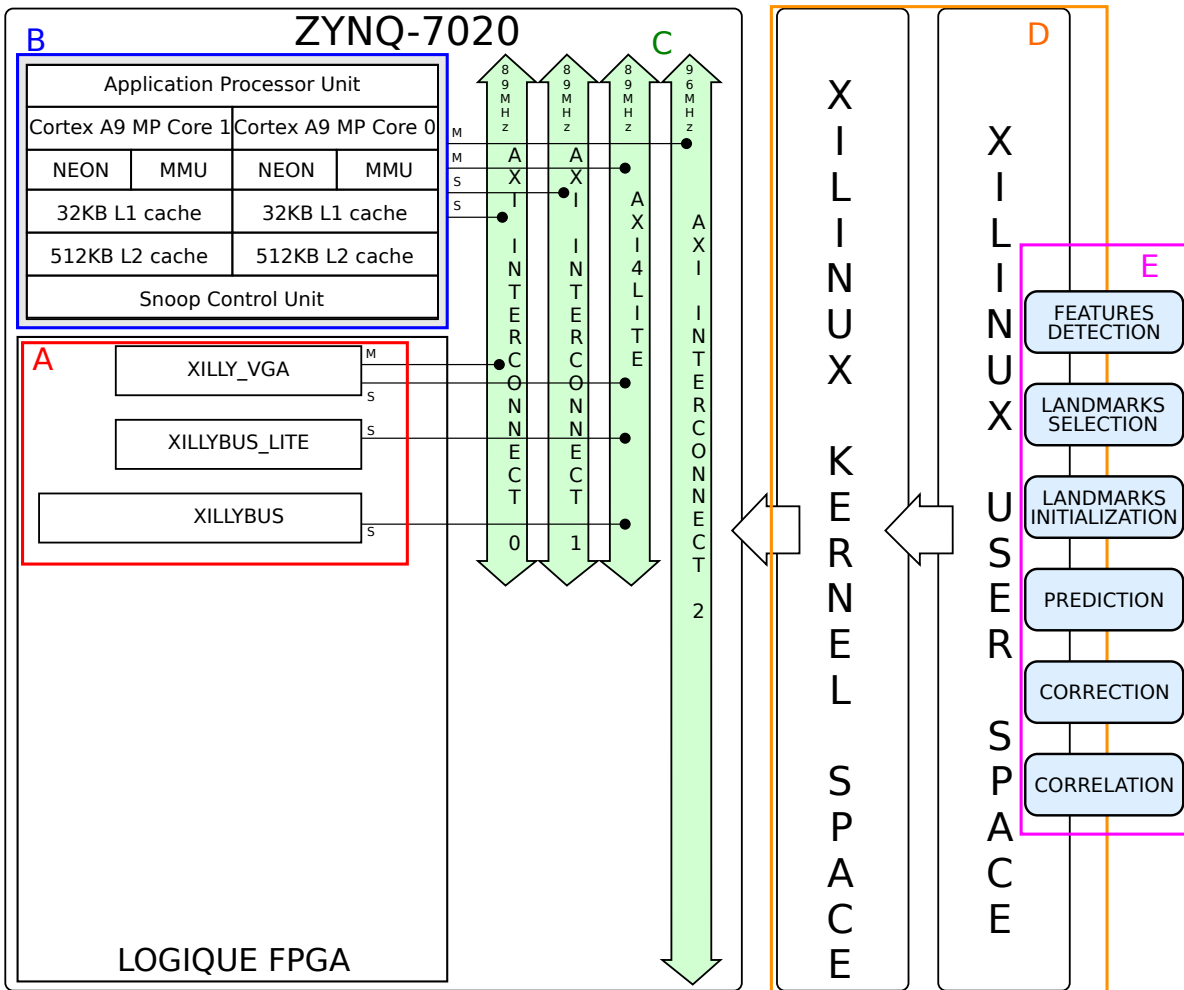 ZYNQ-7020
B
Application Processor Unit
Cortex A9 MP Core 1
Cortex A9 MP Core 0
NEON
MMU
NEON
MMU
32KB L1 cache
32KB L1 cache
512KB L2 cache
512KB L2 cache
Snoop Control Unit
M
M
S
S
A
XILLY_VGA
M
S
XILLYBUS_LITE
S
XILLYBUS
S
LOGIQUE FPGA
C
89MHz
AXI INTERCONNECT 0
89MHz
AXI INTERCONNECT 1
89MHz
AXI4LITE
96MHz
AXI INTERCONNECT 2
D
XILINUX KERNEL SPACE
XILINUX USER SPACE
E
FEATURES
DETECTION
LANDMARKS
SELECTION
LANDMARKS
INITIALIZATION
PREDICTION
CORRECTION
CORRELATION